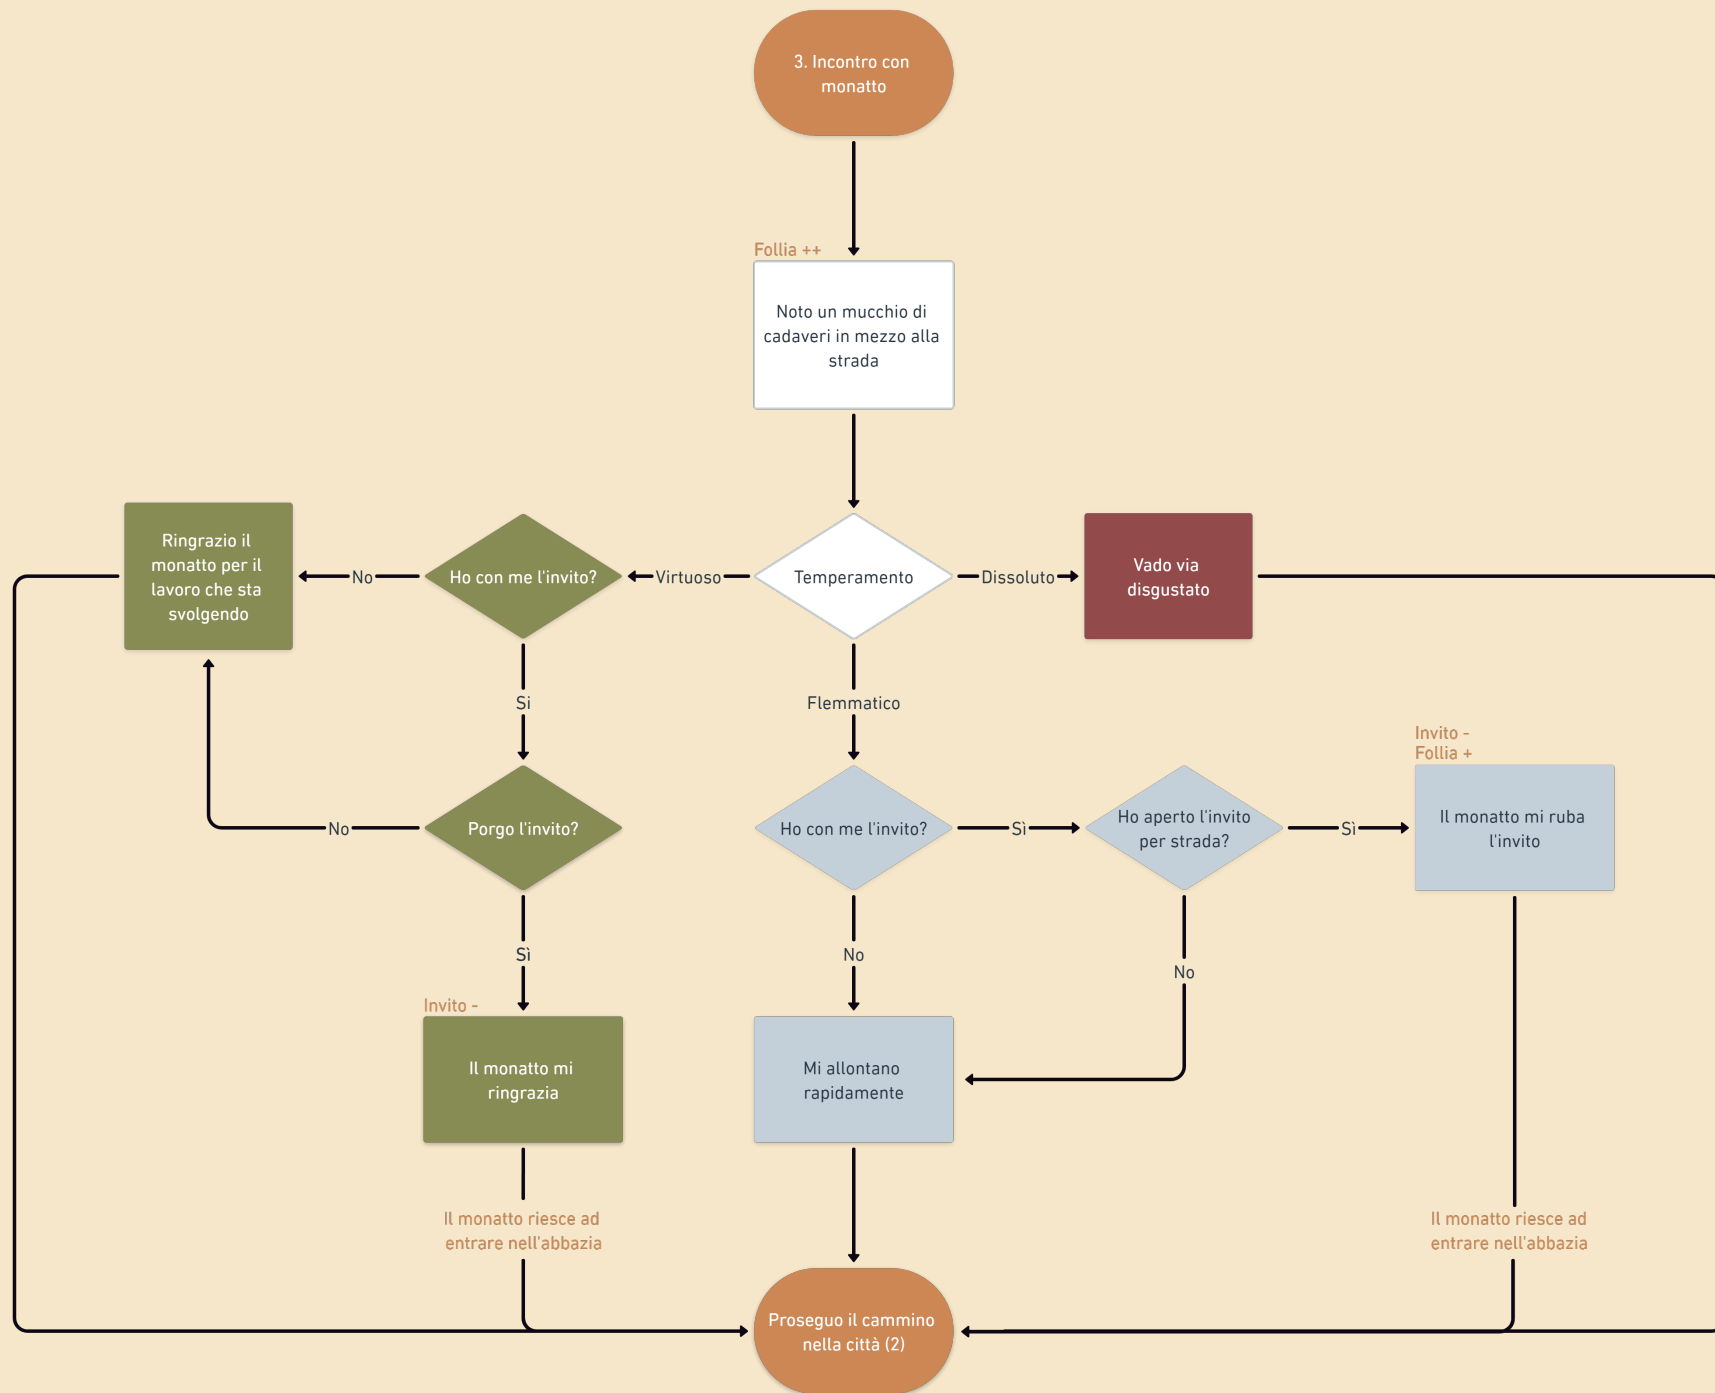 3. Incontro con
monatto
Follia ++
Noto un mucchio di
cadaveri in mezzo alla
strada
Ringrazio il
monatto per il
lavoro che sta
svolgendo
No
Ho con me l'invito?
Virtuoso
Temperamento
Dissoluto
Vado via
disgustato
Si
Flemmatico
No
Porgo l'invito?
Ho con me l'invito?
Sì
Ho aperto l'invito
per strada?
Sì
Invito -
Follia +
Il monatto mi ruba
l'invito
Sì
No
No
Invito -
Il monatto mi
ringrazia
Mi allontano
rapidamente
Il monatto riesce ad
entrare nell'abbazia
Il monatto riesce ad
entrare nell'abbazia
Proseguo il cammino
nella città (2)